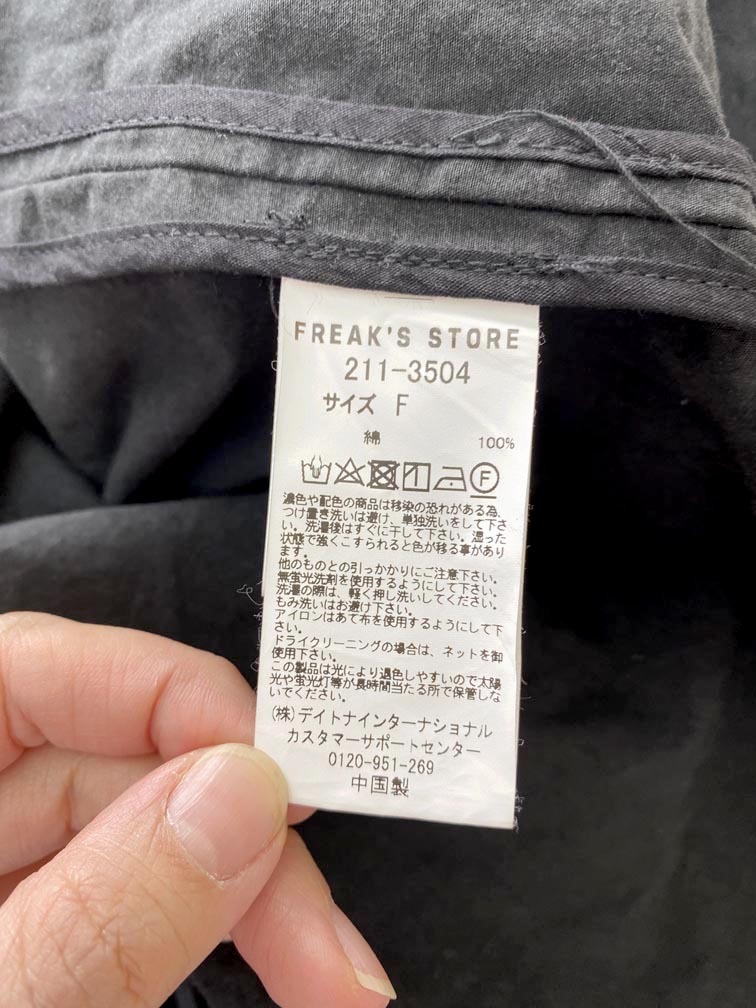 FREAK'S STORE
211-3504
サイズ F
綿 100%
F
濃色や配色の商品は移染の恐れがある為、
つけ置き洗いは避け、単独洗いをして下さ
い。洗濯後はすぐに干して下さい。湿った
状態で強くこすられると色が移る事があり
ます。
他のものとの引っかかりにご注意下さい。
無蛍光洗剤を使用するようにして下さい。
洗濯の際は、軽く押し洗いしてください。
もみ洗いはお避け下さい。
アイロンはあて布を使用するようにして下
さい。
ドライクリーニングの場合は、ネットを御
使用下さい。
この製品は光により退色しやすいので太陽
光や蛍光灯等が長時間当たる所で保管しな
いでください。
(株)デイトナインターナショナル
カスタマーサポートセンター
0120-951-269
中国製